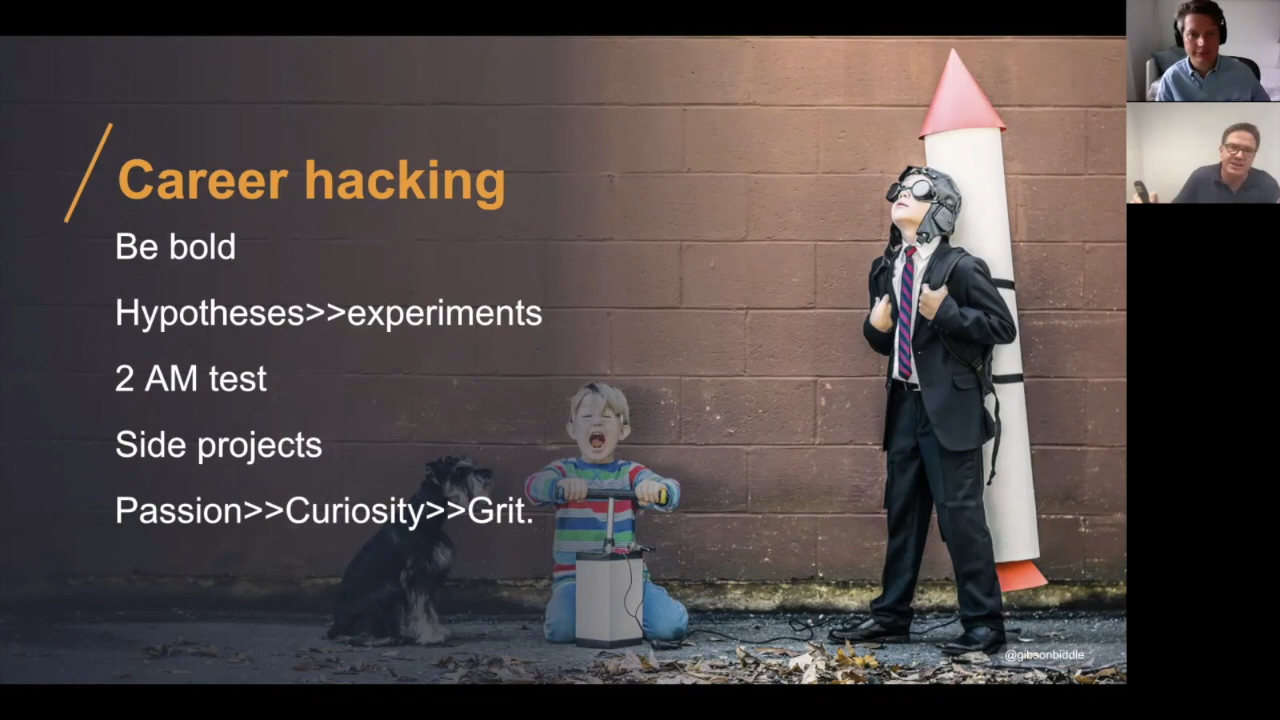 Career hacking
Be bold
Hypotheses>>experiments
2 AM test
Side projects
Passion>>Curiosity>>Grit.
@gibsonbiddle